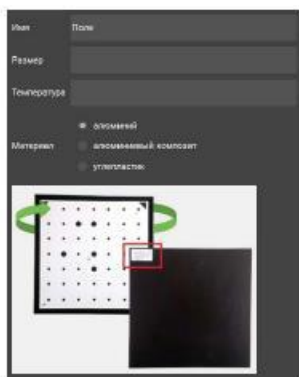 Имя Поле
Размер
Температура
алюминий
Материал алюминиевый композит
углепластик